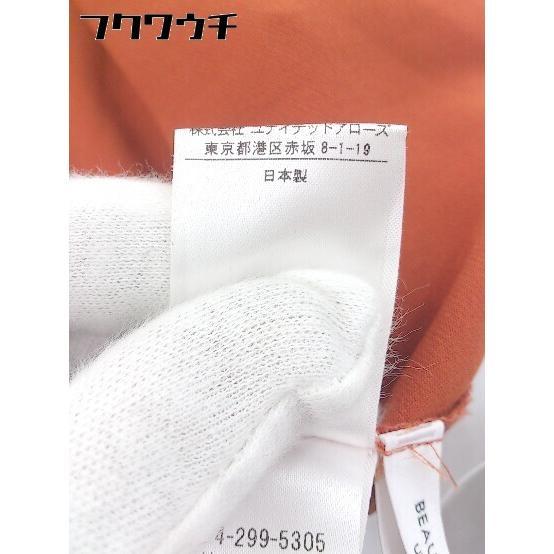 フクワウチ
株式会社 ユナイテッドアローズ
東京都港区赤坂 8-1-19
日本製
4-299-5305
BEAU